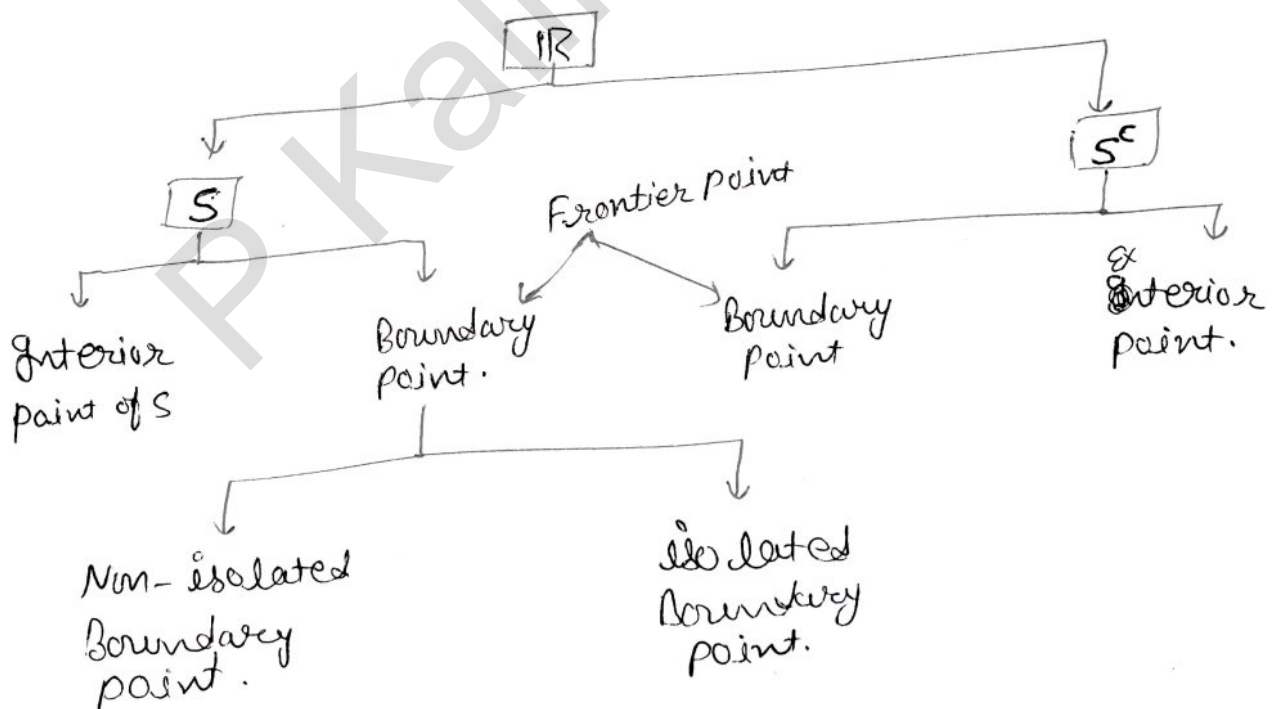 P Kali
IR
S
S^c
Frontier Point
Interior
point of S
Boundary
point.
Boundary
point
Exterior
point.
Non-isolated
Boundary
point.
isolated
Boundary
point.